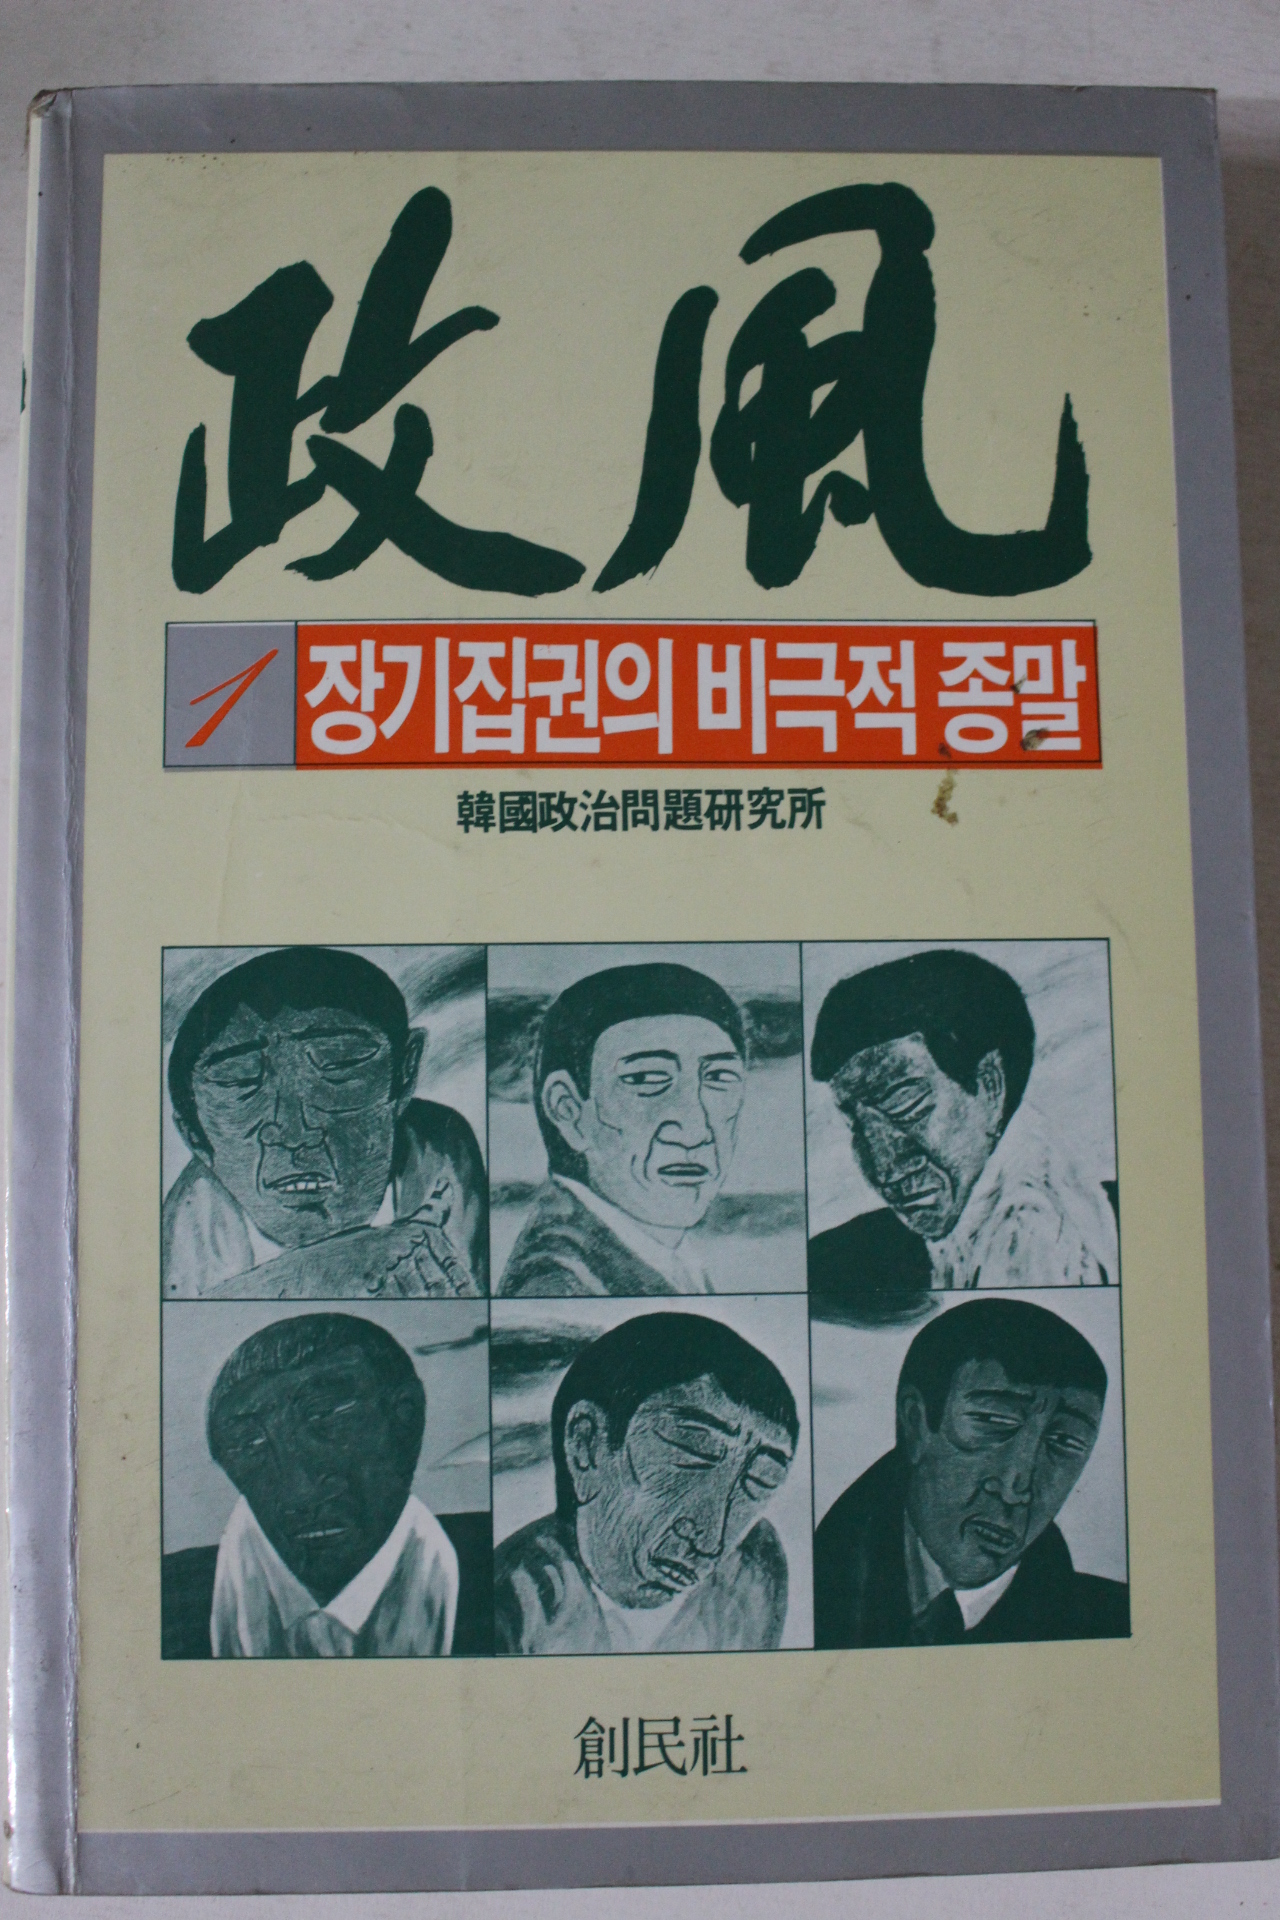 政風
1 장기집권의 비극적 종말
韓國政治問題研究所
創民社